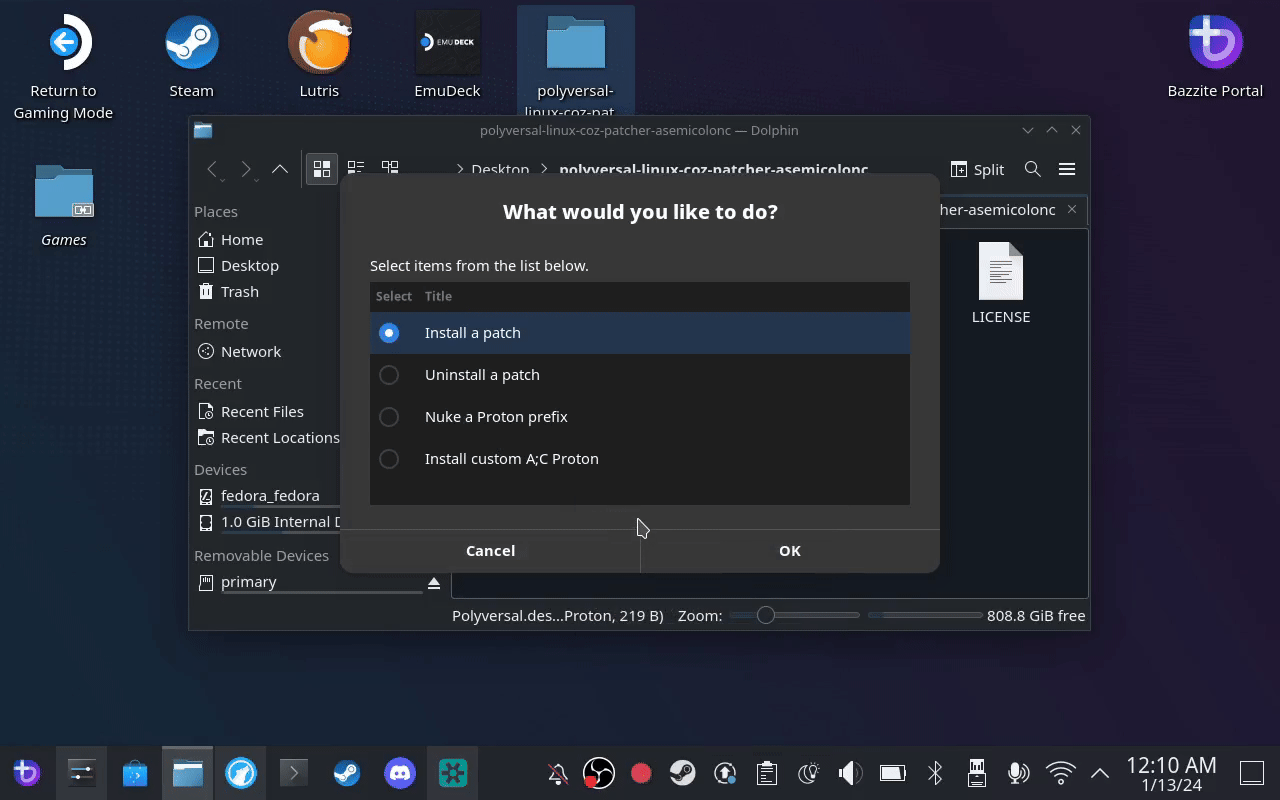 Return to
Gaming Mode
Steam
Lutris
EMUDECK
EmuDeck
polyversal-
linux-coz-pat...
Bazzite Portal
Games
polyversal-linux-coz-patcher-asemicolonc — Dolphin
Desktop
polyversal-linux-coz-patcher-asemicolonc
Split
her-asemicolonc
Places
Home
Desktop
Trash
Remote
Network
Recent
Recent Files
Recent Locations
Devices
fedora_fedora
1.0 GiB Internal D
Removable Devices
primary
LICENSE
What would you like to do?
Select items from the list below.
Select Title
Install a patch
Uninstall a patch
Nuke a Proton prefix
Install custom A;C Proton
Cancel OK
Polyversal.des...Proton, 219 B) Zoom: 808.8 GiB free
12:10 AM
1/13/24